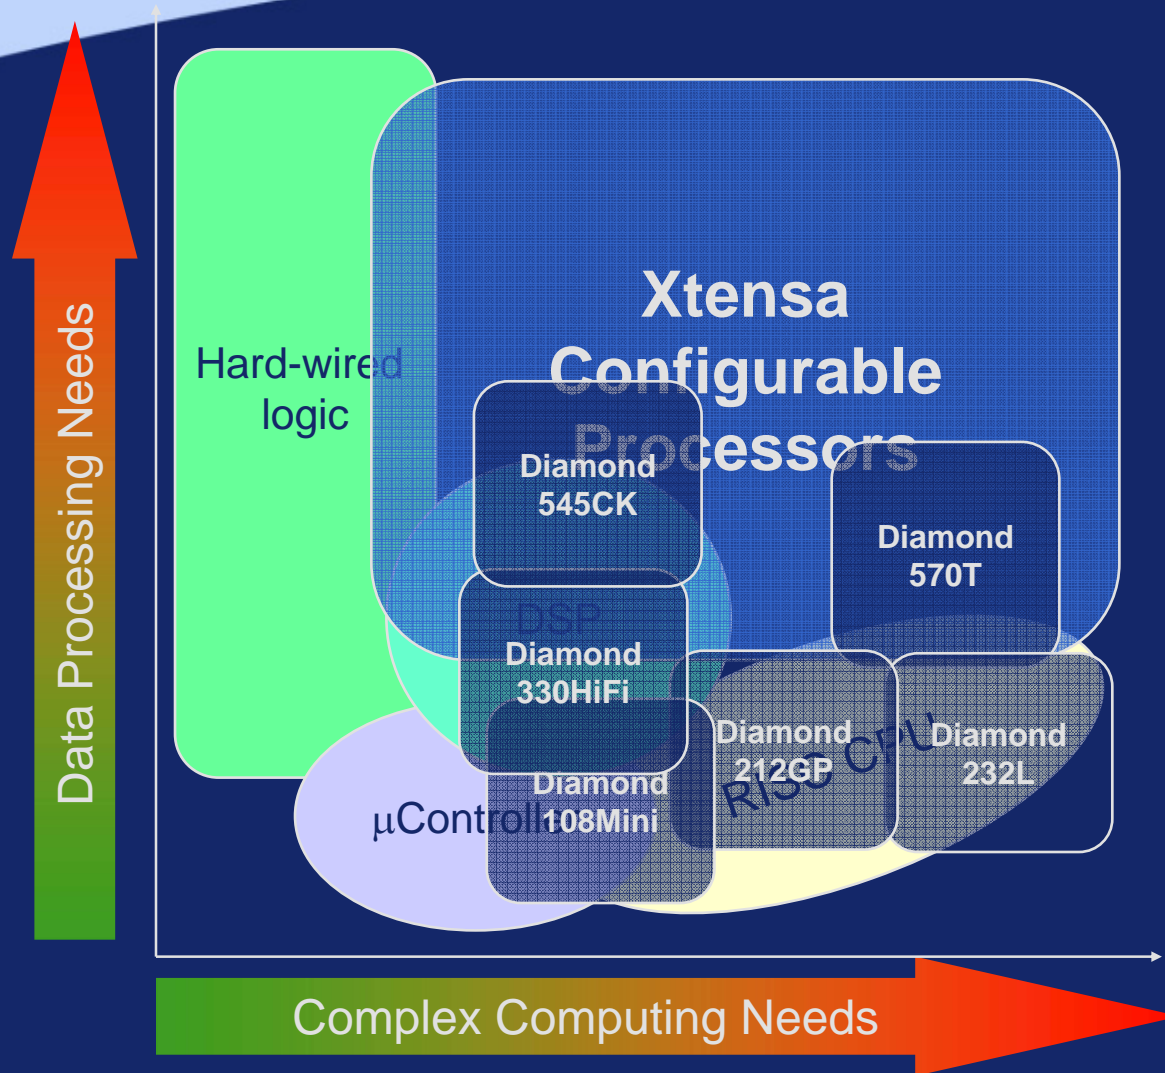 Data Processing Needs
Hard-wired
logic
Xtensa
Configurable
Processors
Diamond
545CK
Diamond
570T
DSP
Diamond
330HiFi
Diamond
212GP
RISC CPU
Diamond
232L
Diamond
108Mini
μControlle
Complex Computing Needs